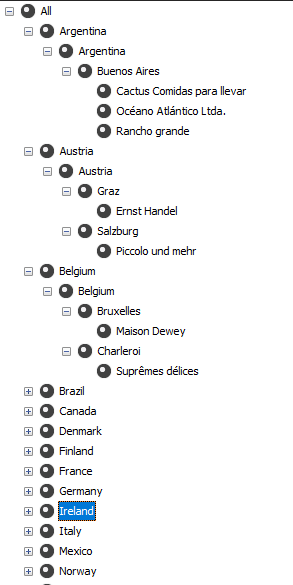 All
Argentina
Argentina
Buenos Aires
Cactus Comidas para llevar
Océano Atlántico Ltda.
Rancho grande
Austria
Austria
Graz
Ernst Handel
Salzburg
Piccolo und mehr
Belgium
Belgium
Bruxelles
Maison Dewey
Charleroi
Suprêmes délices
Brazil
Canada
Denmark
Finland
France
Germany
Ireland
Italy
Mexico
Norway